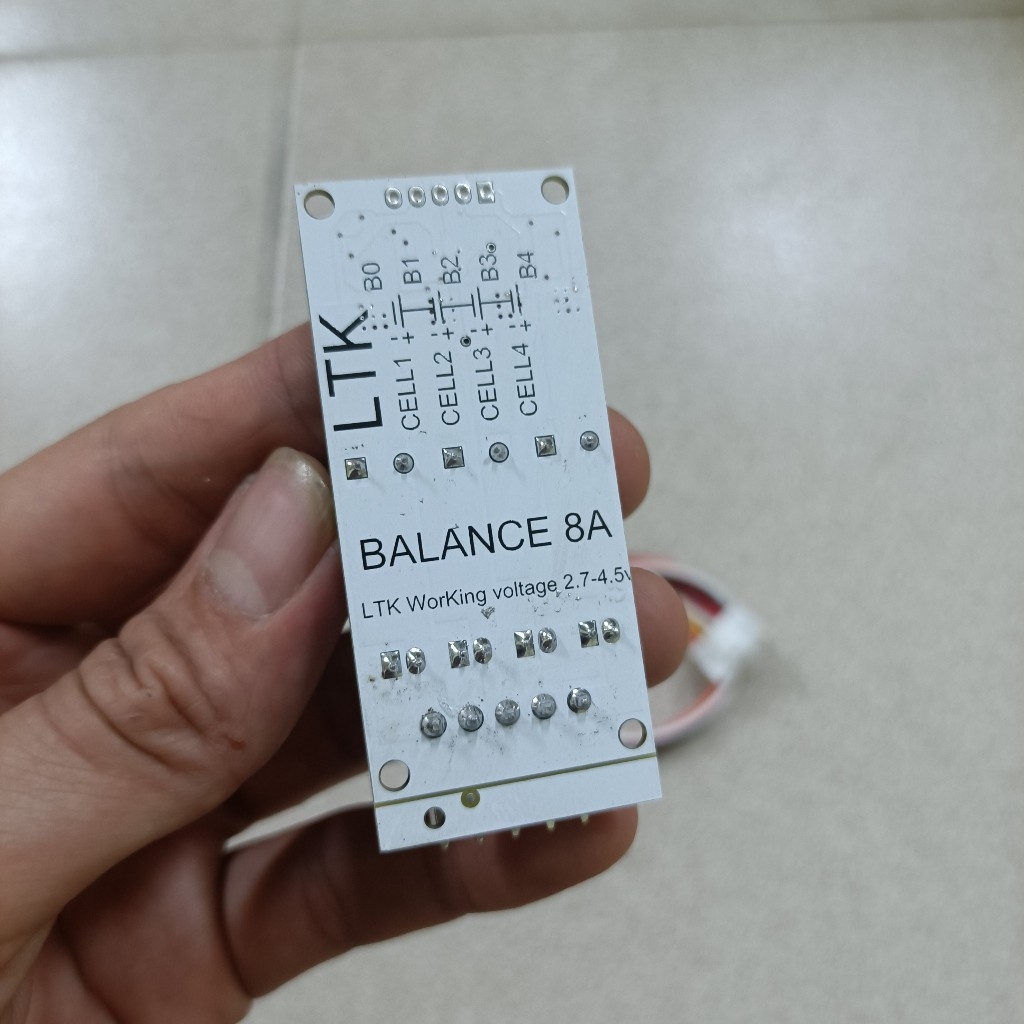 B0 B1 B2 B3 B4
LTK
- + - + - + - +
CELL1 CELL2 CELL3 CELL4
BALANCE 8A
LTK WorKing voltage 2.7-4.5v